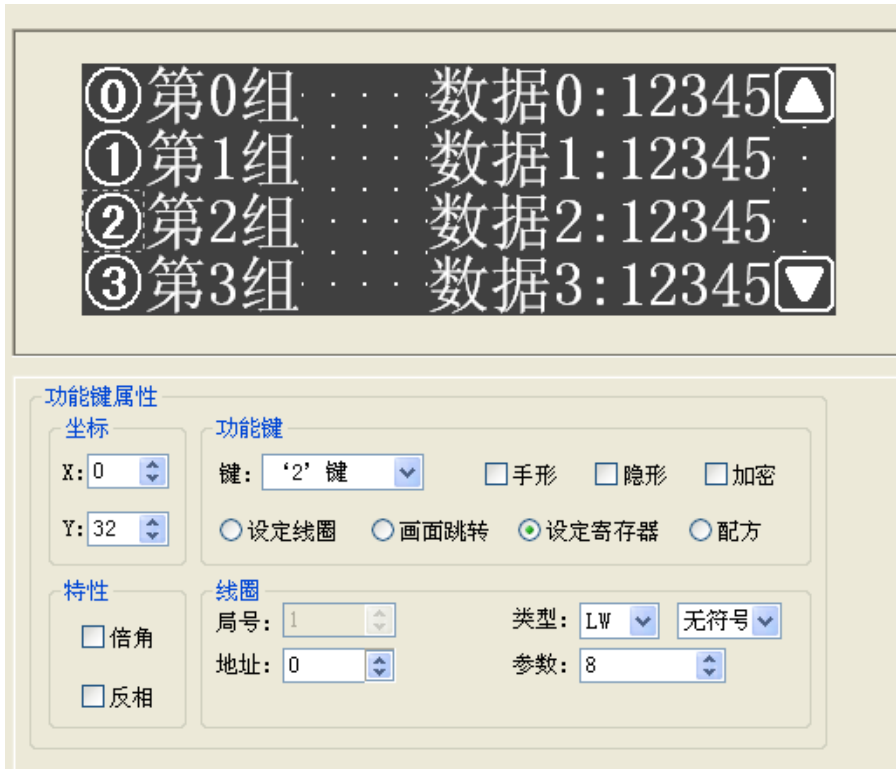 ⓪第0组 数据0:12345▲
①第1组 数据1:12345
②第2组 数据2:12345
③第3组 数据3:12345▼
功能键属性
坐标
X: 0
Y: 32
功能键
键: ‘2’键 手形 隐形 加密
设定线圈 画面跳转 设定寄存器 配方
特性
倍角
反相
线圈
局号: 1 类型: LW 无符号
地址: 0 参数: 8